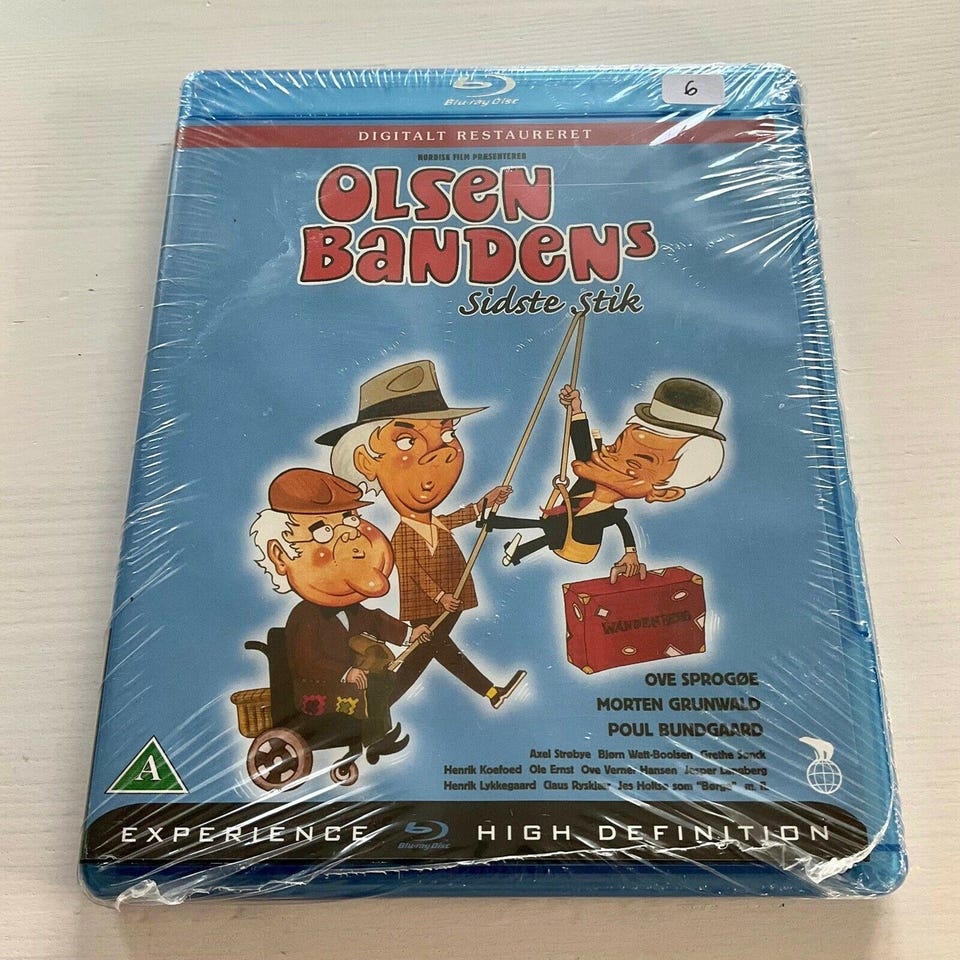 Blu-ray Disc
6
DIGITALT RESTAURERET
NORDISK FILM PRÆSENTERER
OLSEN
BANDENS
Sidste Stik
WANDENBERG
OVE SPROGØE
MORTEN GRUNWALD
POUL BUNDGAARD
Axel Strøbye Bjørn Watt-Boolsen Grethe Sønck
Henrik Koefoed Ole Ernst Ove Verner Hansen Jesper Langberg
Henrik Lykkegaard Claus Ryskjær Jes Holtsø som "Børge" m. fl.
A
EXPERIENCE Blu-ray Disc HIGH DEFINITION